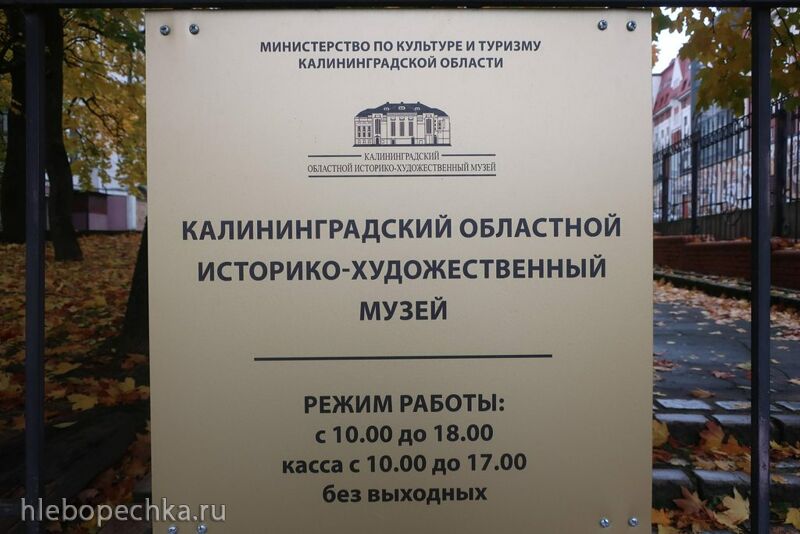 МИНИСТЕРСТВО ПО КУЛЬТУРЕ И ТУРИЗМУ
КАЛИНИНГРАДСКОЙ ОБЛАСТИ
КАЛИНИНГРАДСКИЙ
ОБЛАСТНОЙ ИСТОРИКО-ХУДОЖЕСТВЕННЫЙ МУЗЕЙ
КАЛИНИНГРАДСКИЙ ОБЛАСТНОЙ
ИСТОРИКО-ХУДОЖЕСТВЕННЫЙ
МУЗЕЙ
РЕЖИМ РАБОТЫ:
с 10.00 до 18.00
касса с 10.00 до 17.00
без выходных
hlebopechka.ru